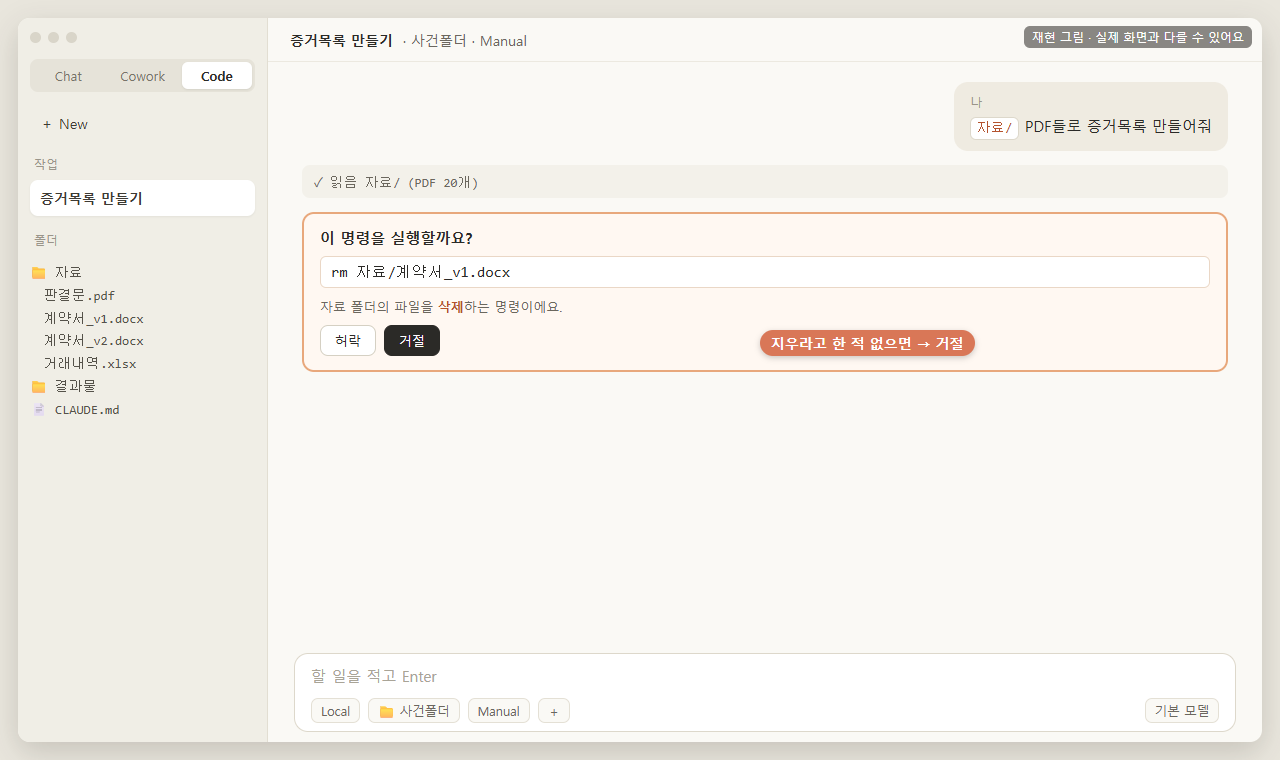 Chat Cowork Code
+ New
작업
증거목록 만들기
폴더
자료
판결문.pdf
계약서_v1.docx
계약서_v2.docx
거래내역.xlsx
결과물
CLAUDE.md
증거목록 만들기 · 사건폴더 · Manual
재현 그림 · 실제 화면과 다를 수 있어요
나
자료/ PDF들로 증거목록 만들어줘
✓ 읽음 자료/ (PDF 20개)
이 명령을 실행할까요?
rm 자료/계약서_v1.docx
자료 폴더의 파일을 삭제하는 명령이에요.
허락 거절
지우라고 한 적 없으면 → 거절
할 일을 적고 Enter
Local 사건폴더 Manual + 기본 모델